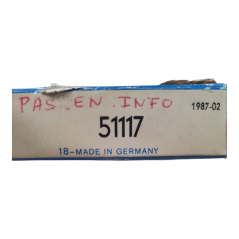 PAS.EN.INFO
1987-02
51117
18-MADE IN GERMANY